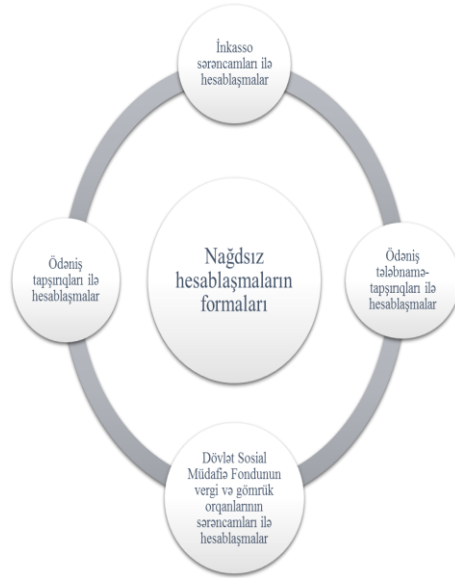 İnkasso
sərəncamları ilə
hesablaşmalar
Nağdsız
hesablaşmaların
formaları
Ödəniş
tapşırıqları ilə
hesablaşmalar
Ödəniş
tələbnamə-
tapşırıqları ilə
hesablaşmalar
Dövlət Sosial
Müdafiə Fondunun
vergi və gömrük
orqanlarının
sərəncamları ilə
hesablaşmalar